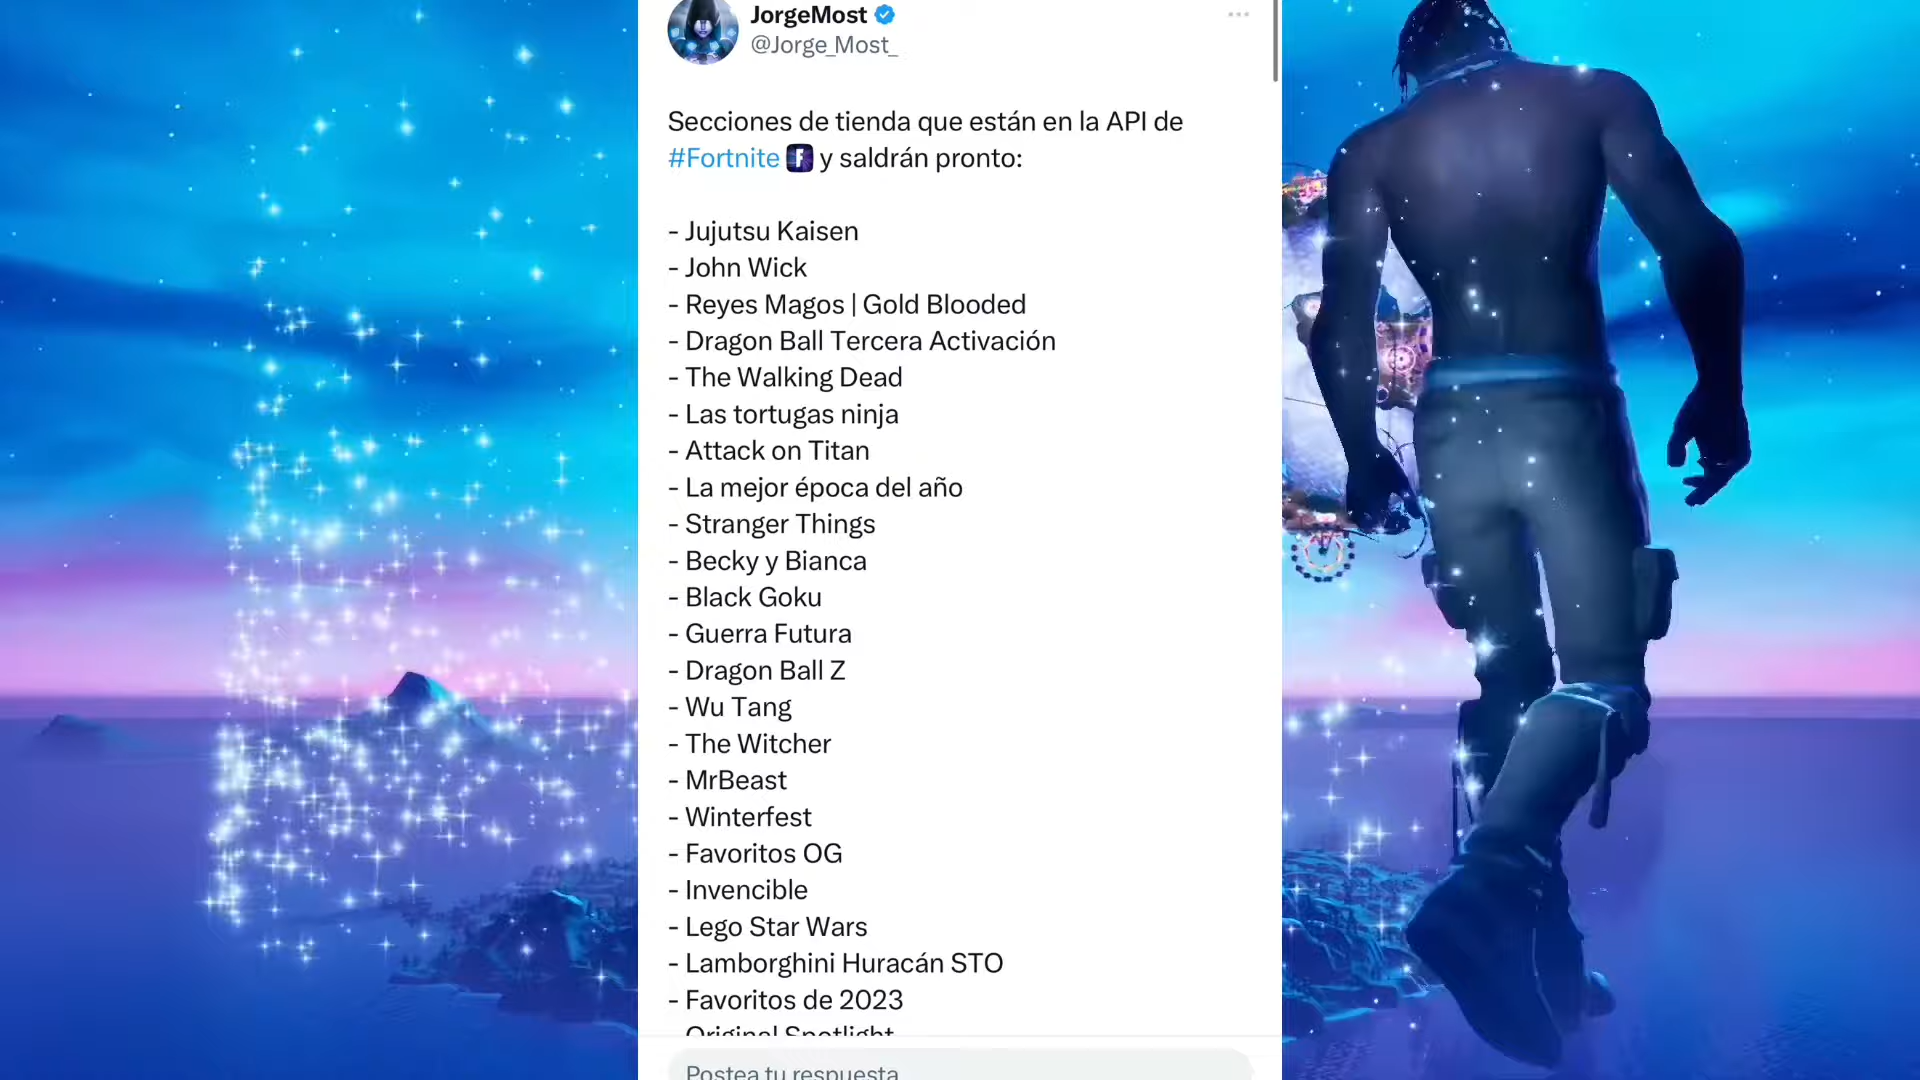 JorgeMost
@Jorge_Most_
Secciones de tienda que están en la API de
#Fortnite F y saldrán pronto:
- Jujutsu Kaisen
- John Wick
- Reyes Magos | Gold Blooded
- Dragon Ball Tercera Activación
- The Walking Dead
- Las tortugas ninja
- Attack on Titan
- La mejor época del año
- Stranger Things
- Becky y Bianca
- Black Goku
- Guerra Futura
- Dragon Ball Z
- Wu Tang
- The Witcher
- MrBeast
- Winterfest
- Favoritos OG
- Invencible
- Lego Star Wars
- Lamborghini Huracán STO
- Favoritos de 2023
- Original Spotlight
Postea tu respuesta